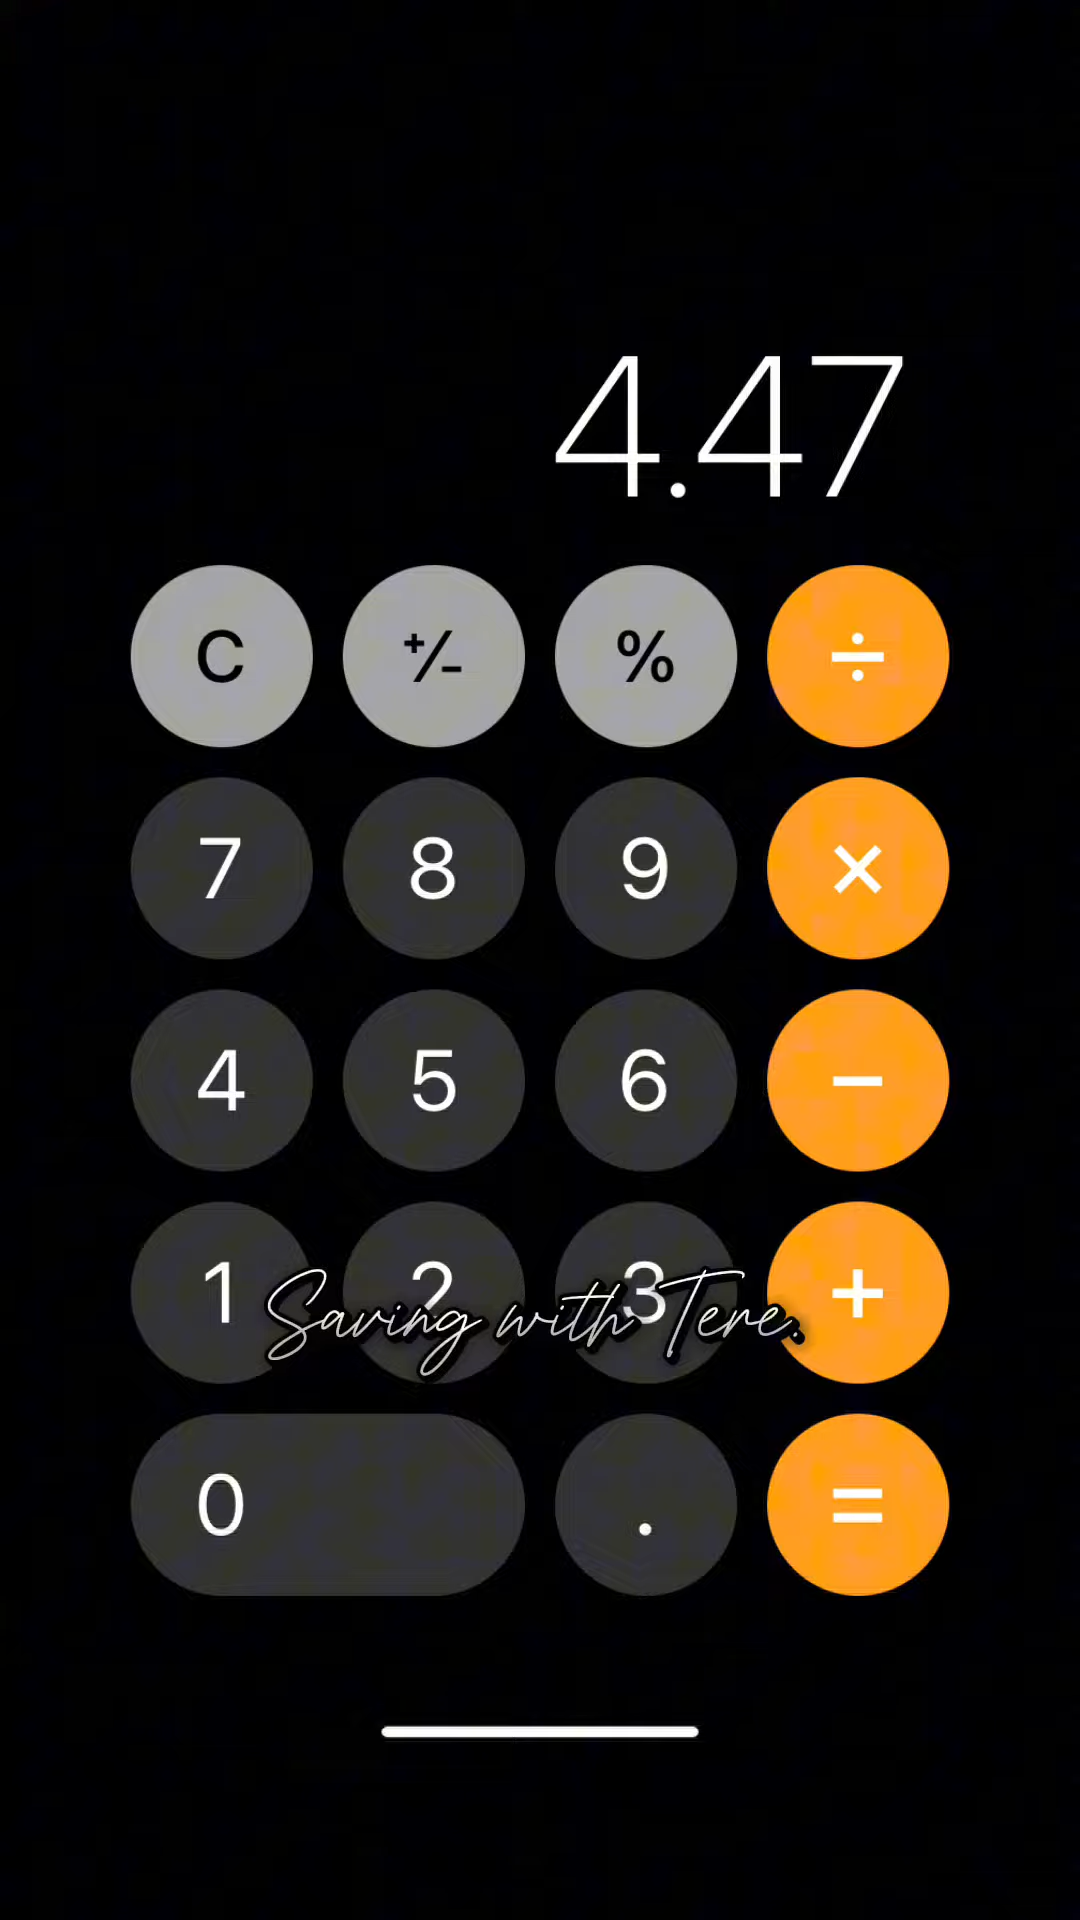 4.47
C +/- % ÷
7 8 9 ×
4 5 6 −
1 2 3 +
Saving with Tere.
0 . =